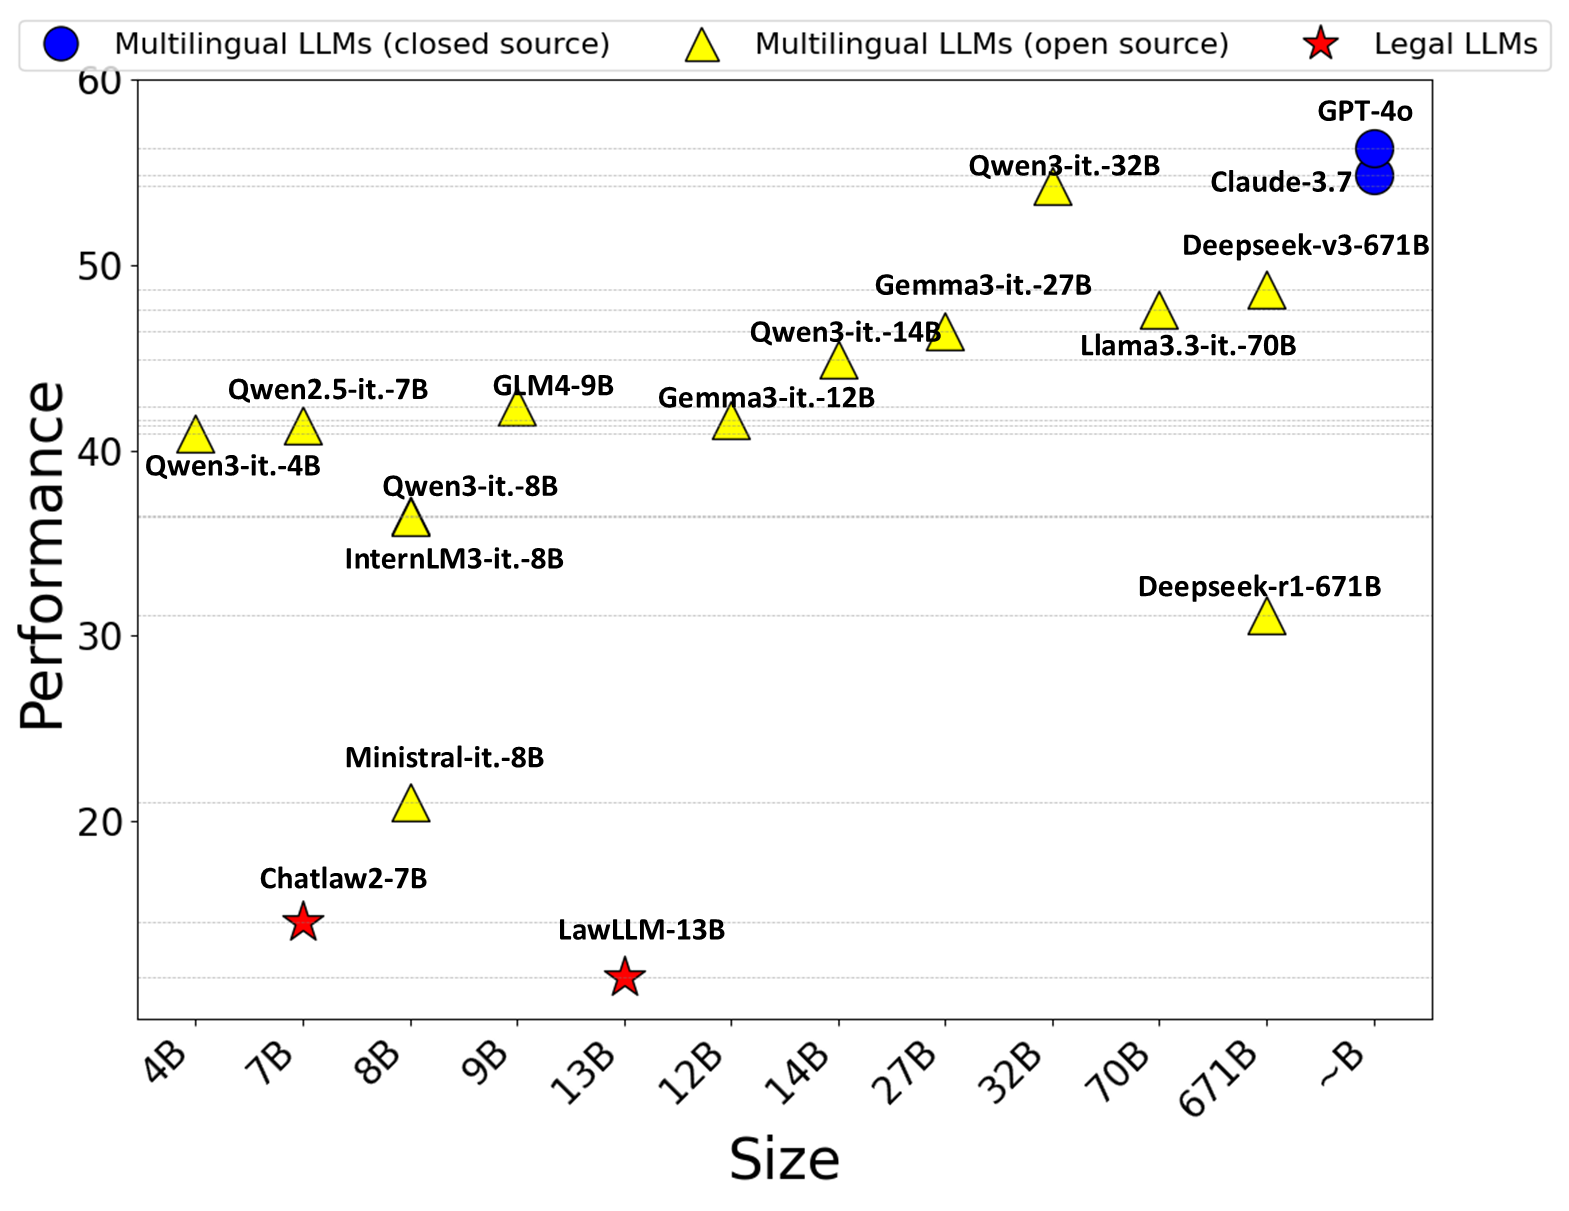 Multilingual LLMs (closed source) Multilingual LLMs (open source) Legal LLMs
60
GPT-4o
Qwen3-it.-32B
Claude-3.7
Deepseek-v3-671B
50
Gemma3-it.-27B
Qwen3-it.-14B
Llama3.3-it.-70B
Qwen2.5-it.-7B
GLM4-9B
Gemma3-it.-12B
40
Qwen3-it.-4B
Qwen3-it.-8B
InternLM3-it.-8B
Deepseek-r1-671B
30
Performance
Ministral-it.-8B
20
Chatlaw2-7B
LawLLM-13B
4B 7B 8B 9B 13B 12B 14B 27B 32B 70B 671B ~B
Size